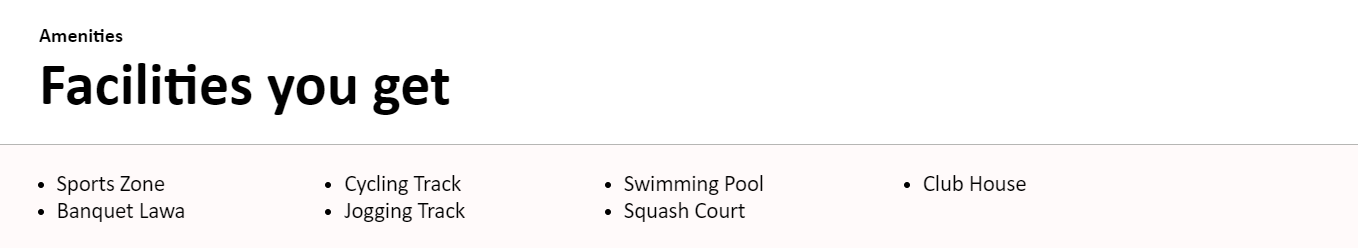 Amenities
Facilities you get
• Sports Zone
• Banquet Lawa
• Cycling Track
• Jogging Track
• Swimming Pool
• Squash Court
• Club House